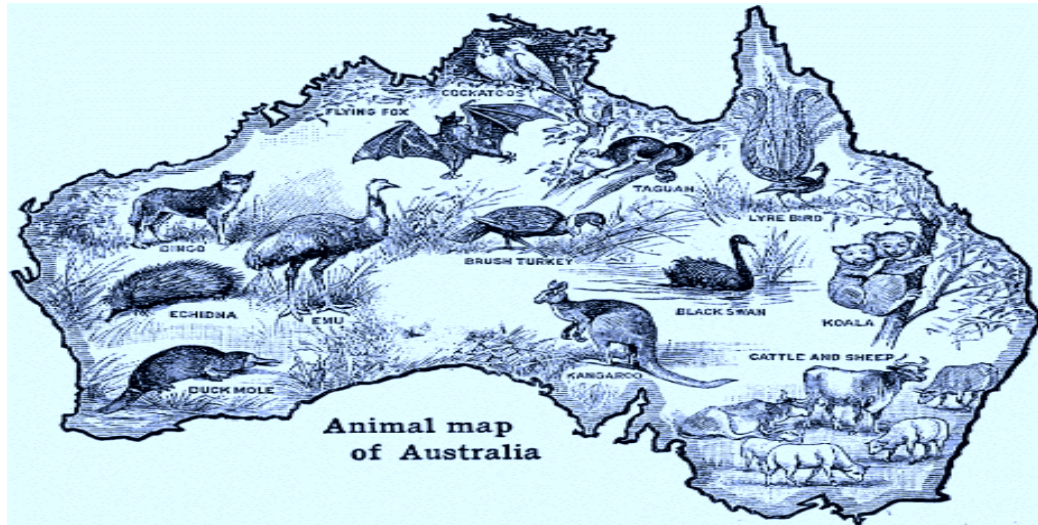 COCKATOOS
FLYING FOX
TAGUAN
LYRE BIRD
DINGO
BRUSH TURKEY
ECHIDNA
EMU
BLACK SWAN
KOALA
CATTLE AND SHEEP
KANGAROO
DUCK MOLE
Animal map
of Australia